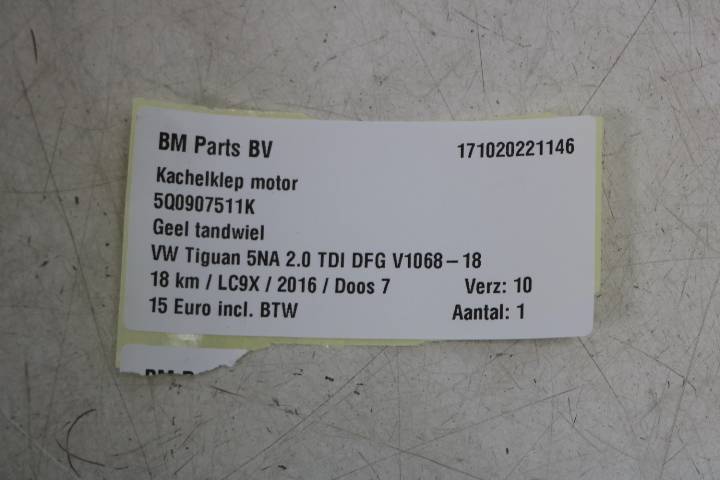 BM Parts BV 171020221146
Kachelklep motor
5Q0907511K
Geel tandwiel
VW Tiguan 5NA 2.0 TDI DFG V1068-18
18 km / LC9X / 2016 / Doos 7 Verz: 10
15 Euro incl. BTW Aantal: 1